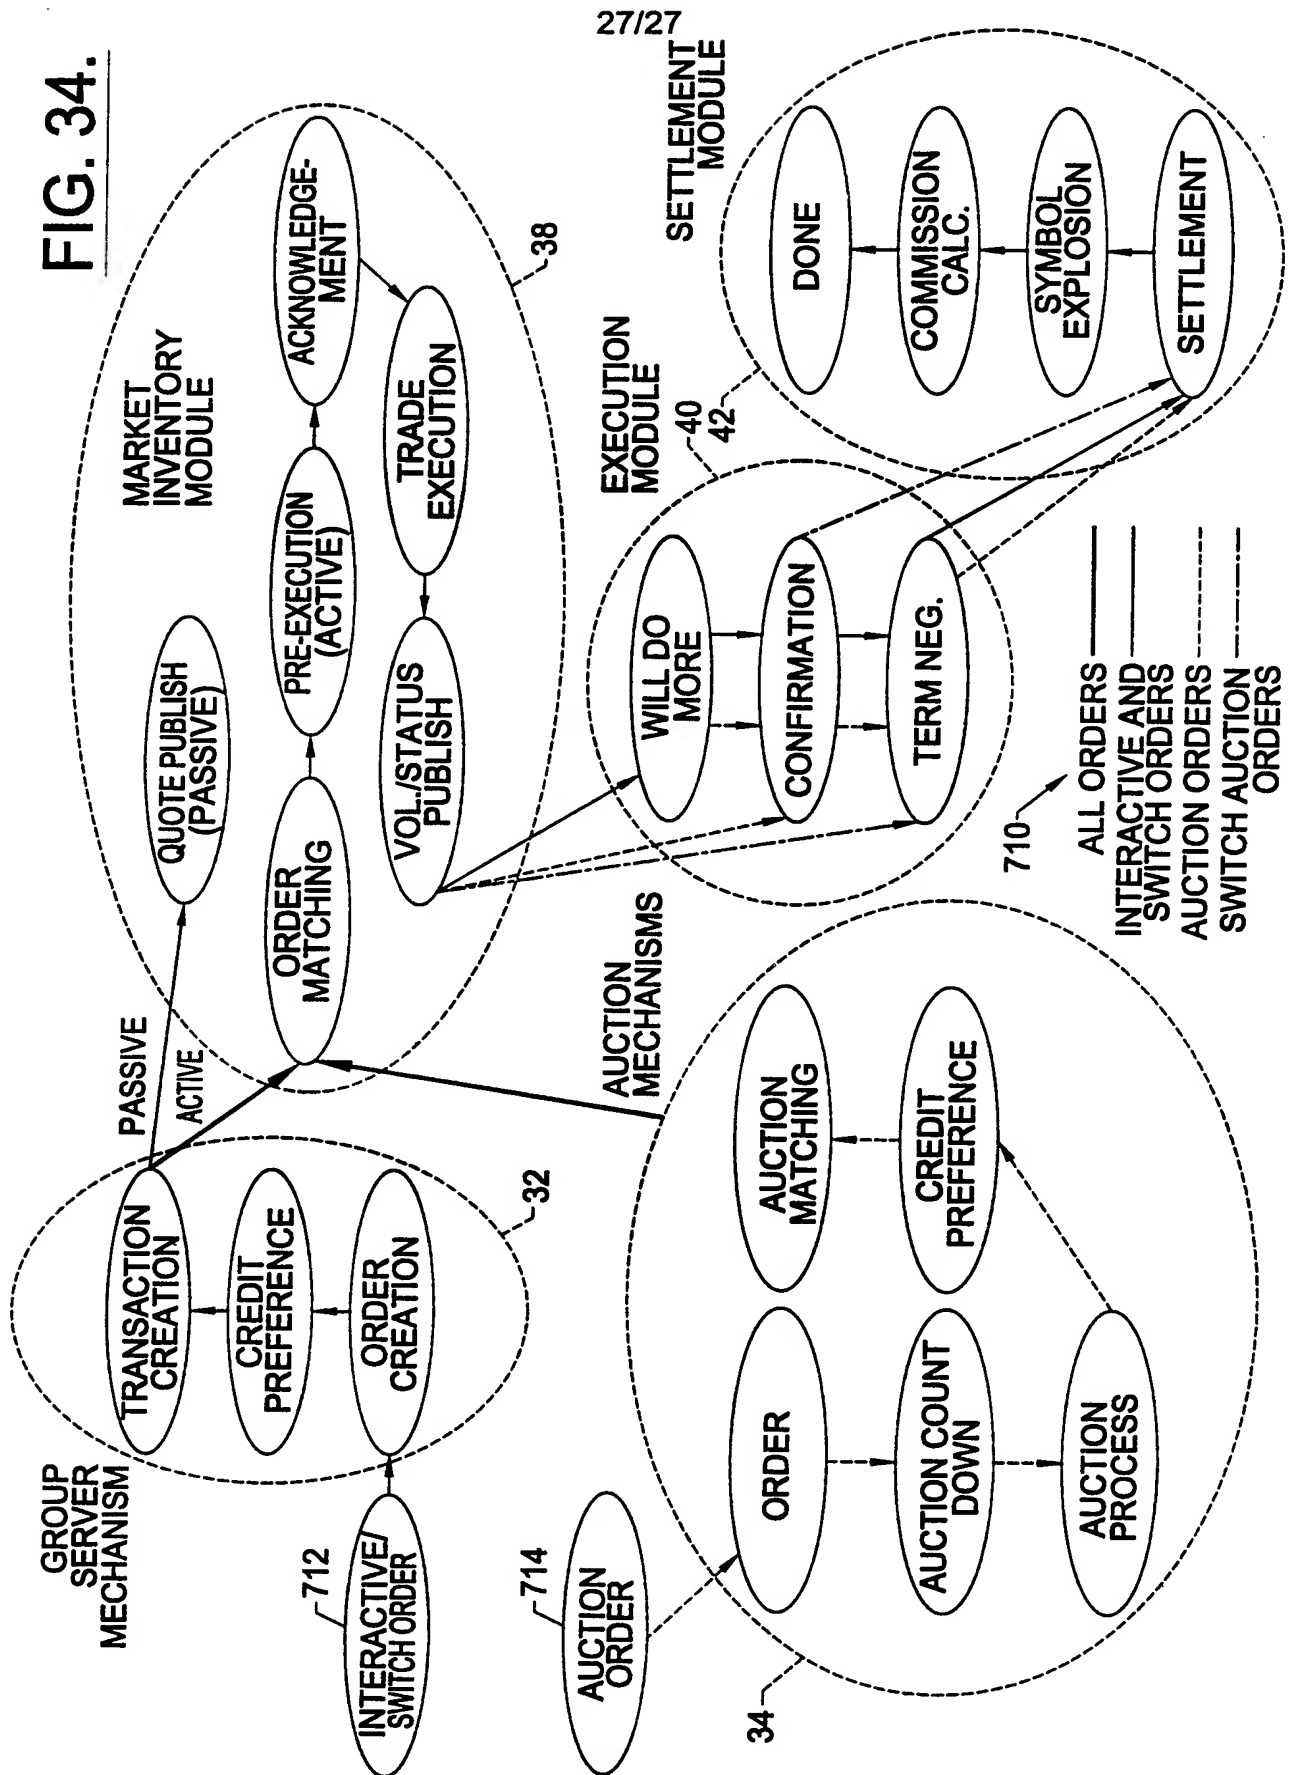 27/27
FIG. 34.
GROUP
SERVER
MECHANISM
712
INTERACTIVE/
SWITCH ORDER
TRANSACTION
CREATION
CREDIT
PREFERENCE
ORDER
CREATION
32
PASSIVE
ACTIVE
MARKET
INVENTORY
MODULE
QUOTE PUBLISH
(PASSIVE)
ORDER
MATCHING
PRE-EXECUTION
(ACTIVE)
ACKNOWLEDGE-
MENT
TRADE
EXECUTION
VOL./STATUS
PUBLISH
38
714
AUCTION
ORDER
34
AUCTION
MECHANISMS
ORDER
AUCTION COUNT
DOWN
AUCTION
PROCESS
AUCTION
MATCHING
CREDIT
PREFERENCE
EXECUTION
MODULE
40
42
WILL DO
MORE
CONFIRMATION
TERM NEG.
SETTLEMENT
MODULE
DONE
COMMISSION
CALC.
SYMBOL
EXPLOSION
SETTLEMENT
710
ALL ORDERS
INTERACTIVE AND
SWITCH ORDERS
AUCTION ORDERS
SWITCH AUCTION
ORDERS